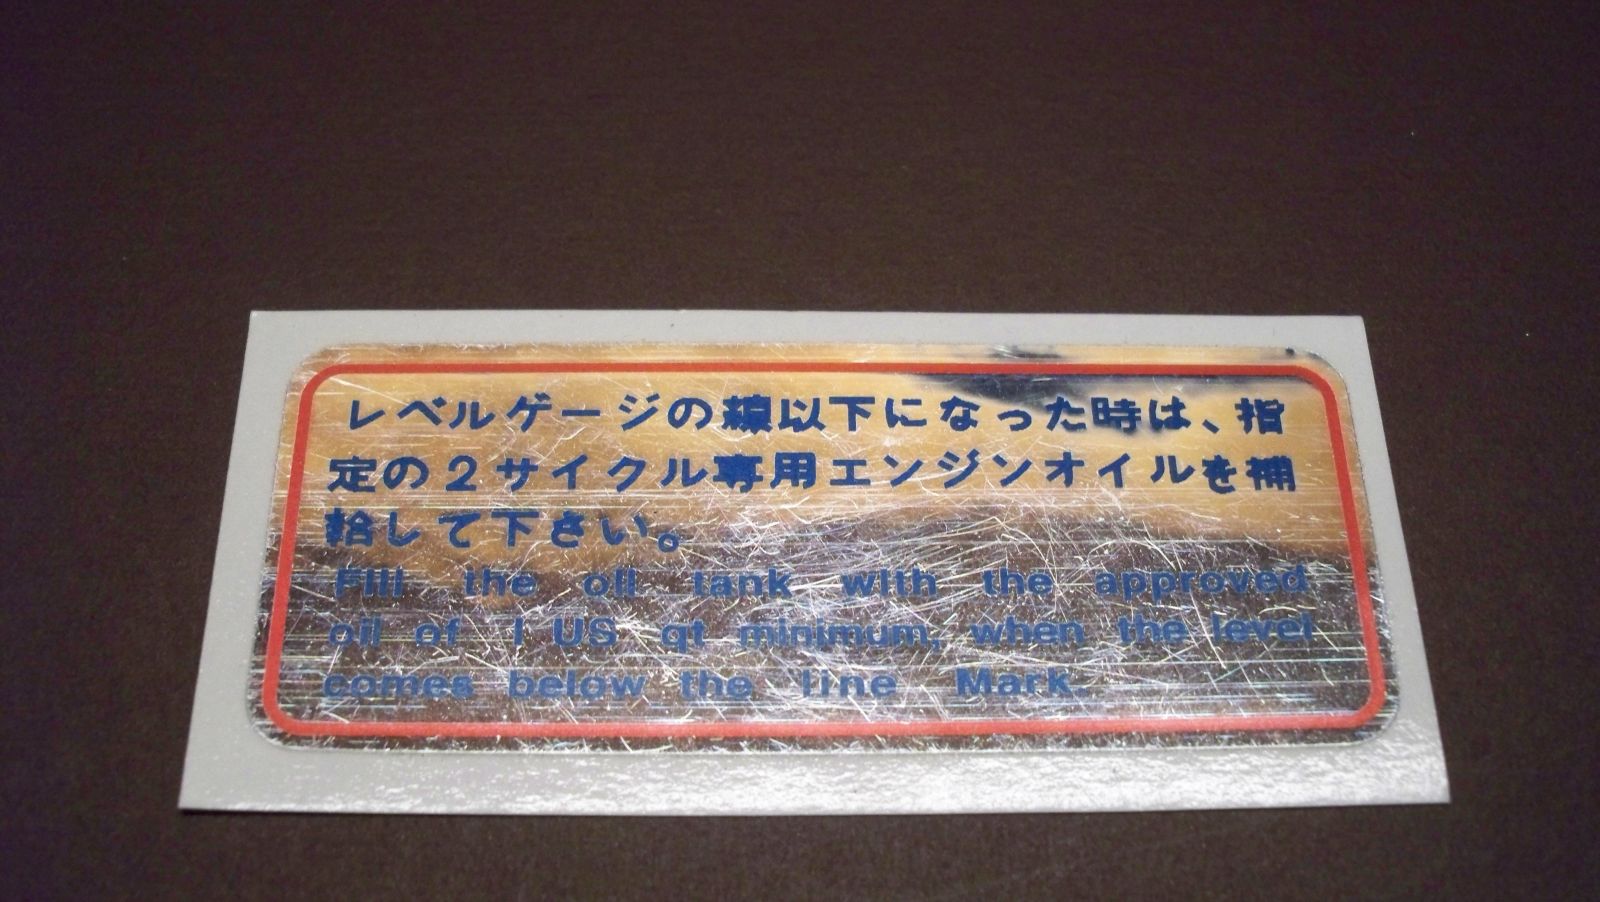 レベルゲージの線以下になった時は、指
定の2サイクル専用エンジンオイルを補
給して下さい。
Fill the oil tank with the approved
oil of 1 US qt minimum, when the level
comes below the line Mark.